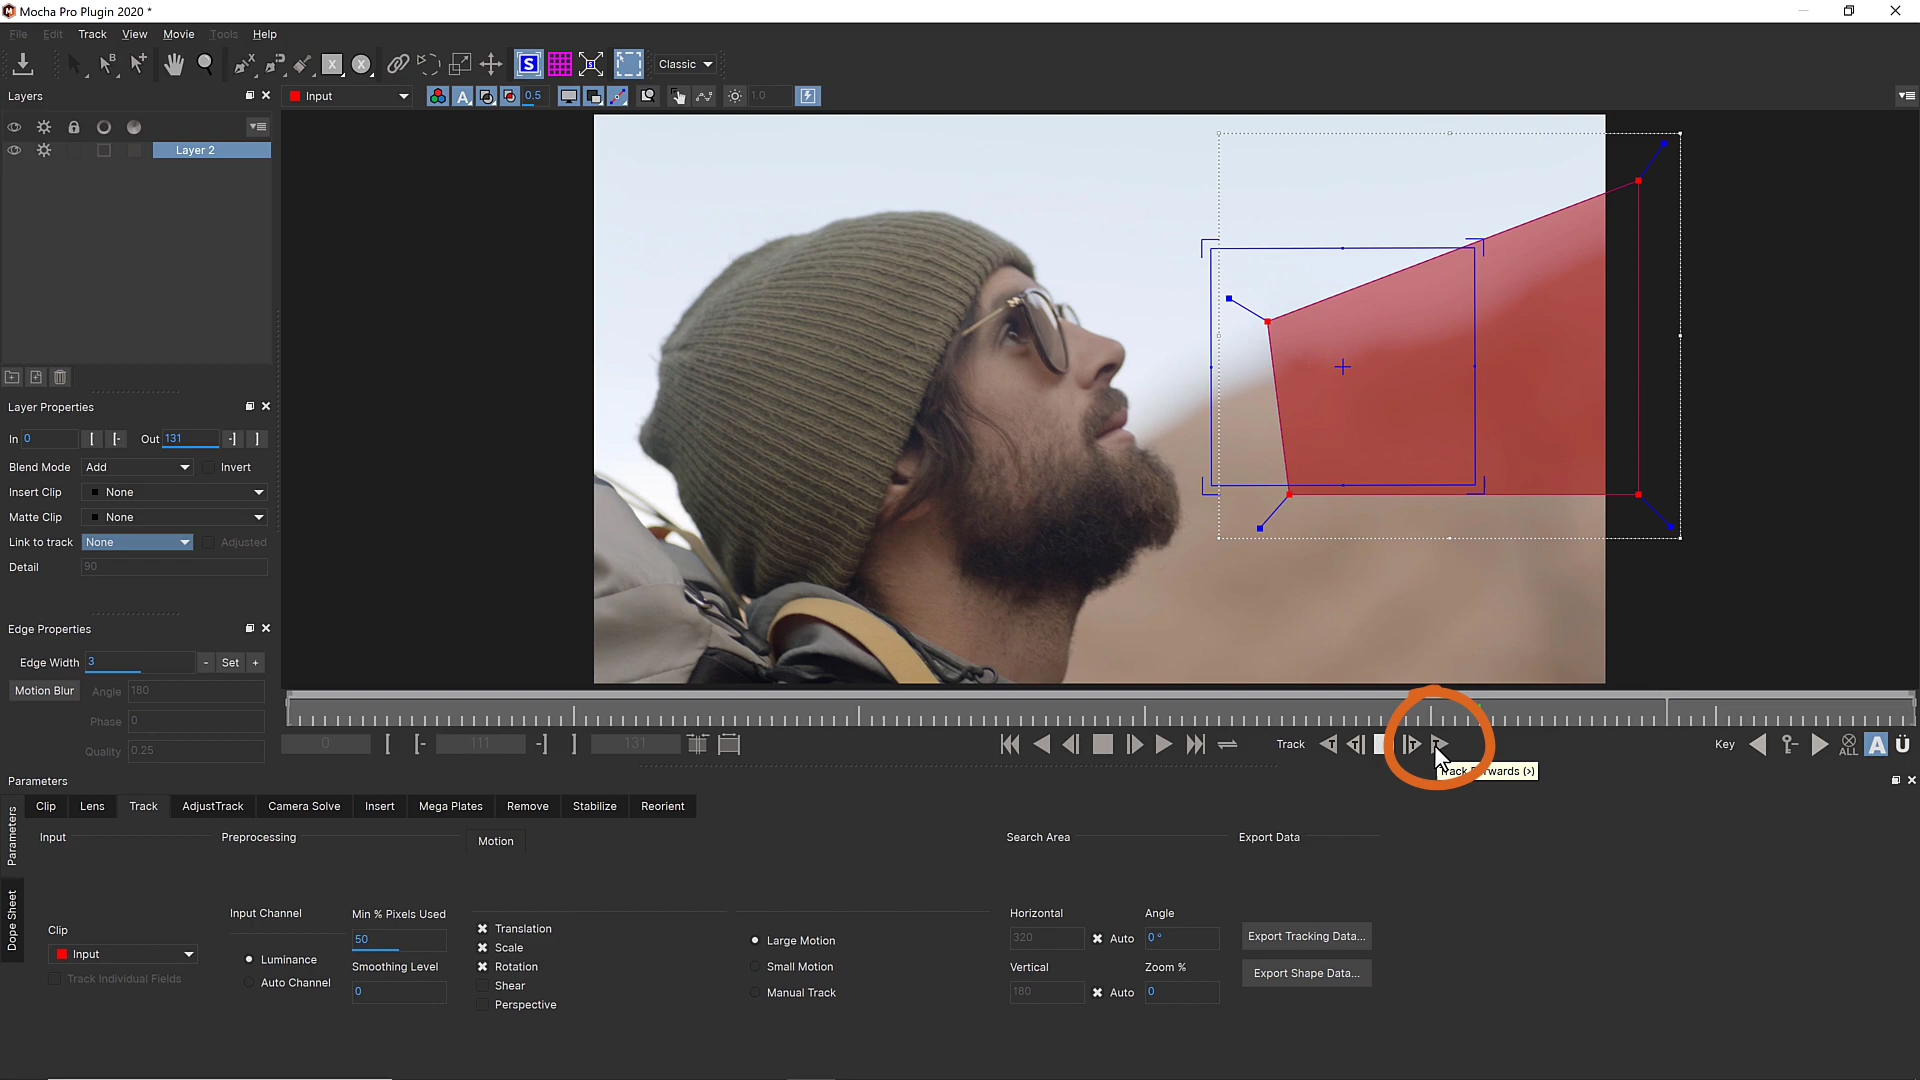 Mocha Pro Plugin 2020 *
File Edit Track View Movie Tools Help
Classic
Layers
Input
0.5
1.0
Layer 2
Layer Properties
In 0 Out 131
Blend Mode Add Invert
Insert Clip None
Matte Clip None
Link to track None Adjusted
Detail 90
Edge Properties
Edge Width 3 - Set +
Motion Blur Angle 180
Phase 0
Quality 0.25
0 111 131 Track Key ALL
Track Forwards (>)
Parameters
Clip Lens Track AdjustTrack Camera Solve Insert Mega Plates Remove Stabilize Reorient
Parameters
Dope Sheet
Input Preprocessing Motion Search Area Export Data
Clip
Input
Track Individual Fields
Input Channel
Luminance
Auto Channel
Min % Pixels Used
50
Smoothing Level
0
Translation
Scale
Rotation
Shear
Perspective
Large Motion
Small Motion
Manual Track
Horizontal Angle
320 Auto 0 °
Vertical Zoom %
180 Auto 0
Export Tracking Data...
Export Shape Data...